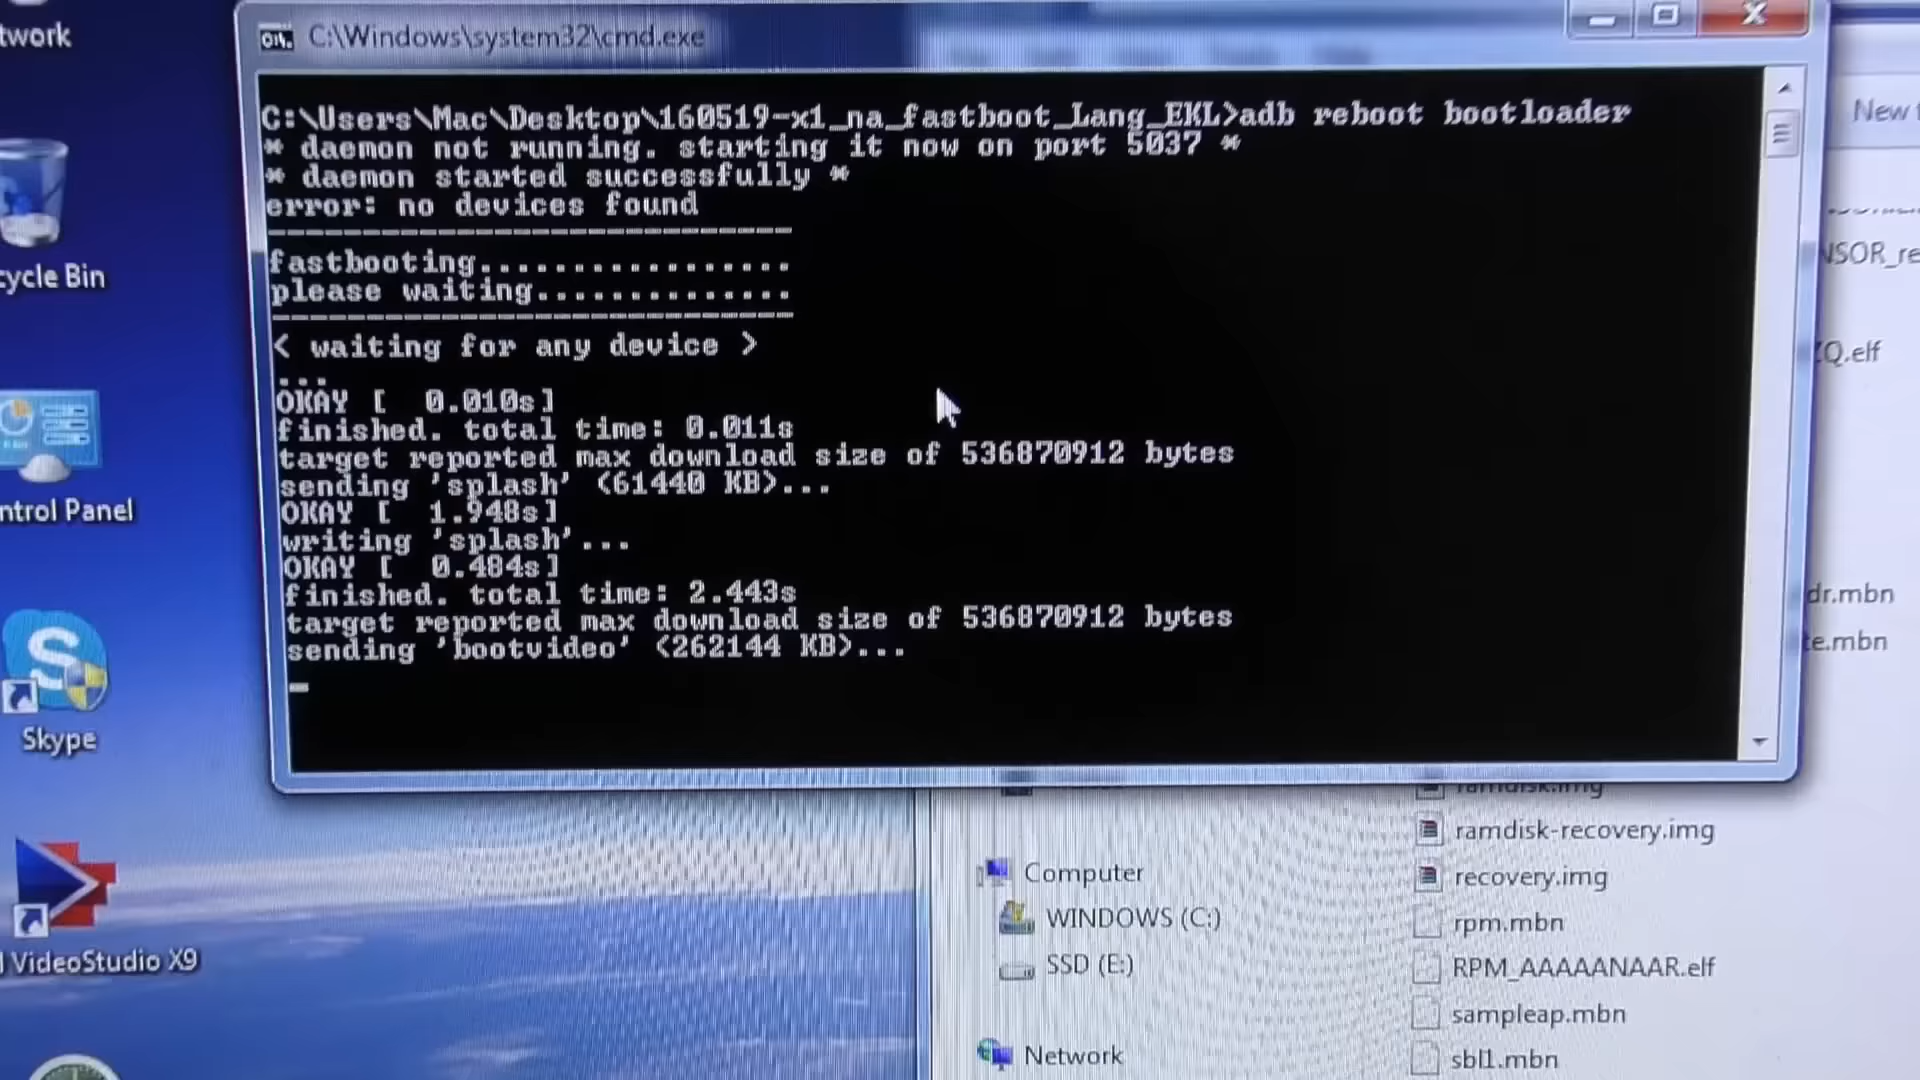 twork
cycle Bin
ntrol Panel
Skype
VideoStudio X9
C:\Windows\system32\cmd.exe
C:\Users\Mac\Desktop\160519-x1_na_fastboot_Lang_EKL>adb reboot bootloader
* daemon not running. starting it now on port 5037 *
* daemon started successfully *
error: no devices found
----------------------------
fastbooting.................
please waiting..............
----------------------------
< waiting for any device >
...
OKAY [  0.010s]
finished. total time: 0.011s
target reported max download size of 536870912 bytes
sending 'splash' (61440 KB)...
OKAY [  1.948s]
writing 'splash'...
OKAY [  0.484s]
finished. total time: 2.443s
target reported max download size of 536870912 bytes
sending 'bootvideo' (262144 KB)...
New
NSOR_re
Q.elf
dr.mbn
te.mbn
Computer
WINDOWS (C:)
SSD (E:)
Network
ramdisk.img
ramdisk-recovery.img
recovery.img
rpm.mbn
RPM_AAAAANAAR.elf
sampleap.mbn
sbl1.mbn